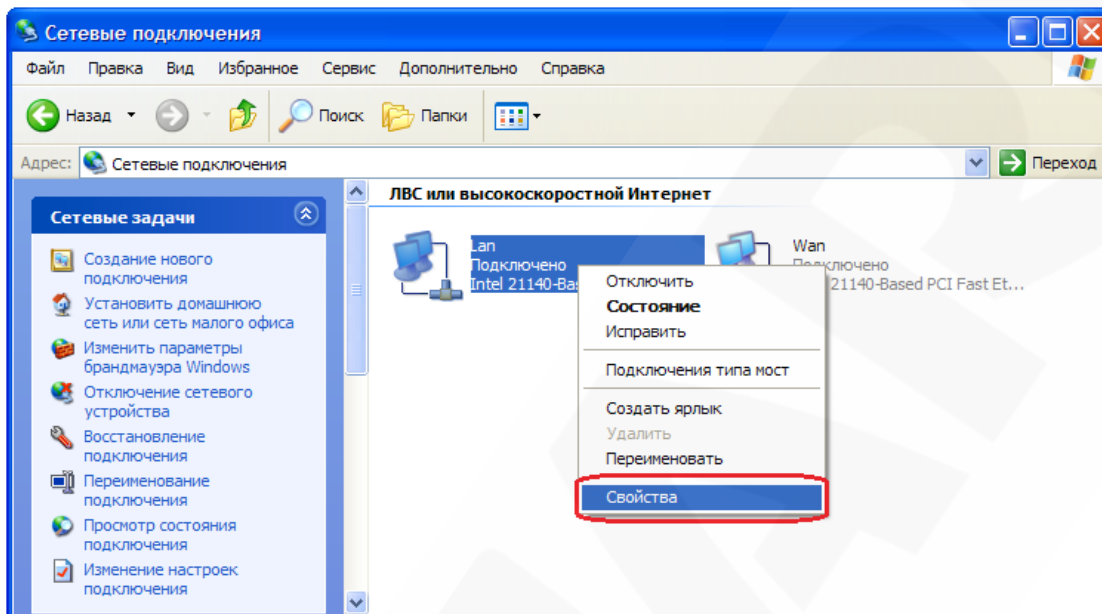 Сетевые подключения
Файл Правка Вид Избранное Сервис Дополнительно Справка
Назад Поиск Папки
Адрес: Сетевые подключения Переход
Сетевые задачи
Создание нового
подключения
Установить домашнюю
сеть или сеть малого офиса
Изменить параметры
брандмауэра Windows
Отключение сетевого
устройства
Восстановление
подключения
Переименование
подключения
Просмотр состояния
подключения
Изменение настроек
подключения
ЛВС или высокоскоростной Интернет
Lan
Подключено
Intel 21140-Bas
Wan
Подключено
21140-Based PCI Fast Et...
Отключить
Состояние
Исправить
Подключения типа мост
Создать ярлык
Удалить
Переименовать
Свойства